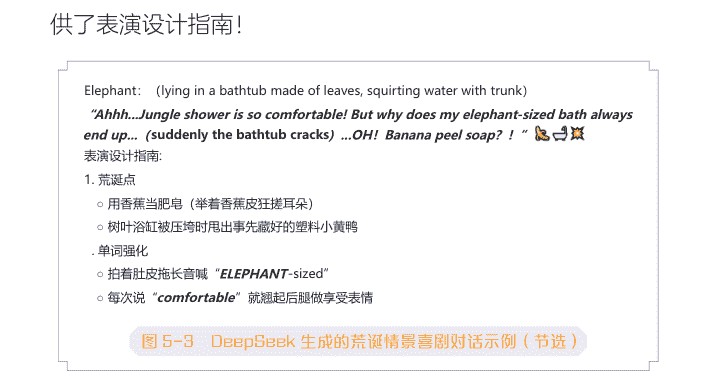 供了表演设计指南！
Elephant：（lying in a bathtub made of leaves, squirting water with trunk）
“Ahhh...Jungle shower is so comfortable! But why does my elephant-sized bath always
end up...（suddenly the bathtub cracks）...OH！Banana peel soap？！” 🍌🛁💥
表演设计指南:
1. 荒诞点
○ 用香蕉当肥皂（举着香蕉皮狂搓耳朵）
○ 树叶浴缸被压垮时甩出事先藏好的塑料小黄鸭
. 单词强化
○ 拍着肚皮拖长音喊“ELEPHANT-sized”
○ 每次说“comfortable”就翘起后腿做享受表情
图 5-3 DeepSeek 生成的荒诞情景喜剧对话示例（节选）